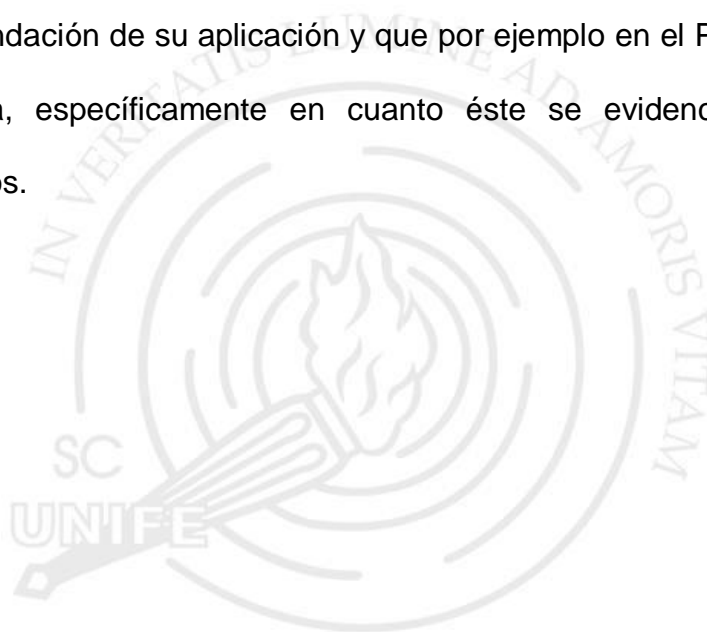 ndación de su aplicación y que por ejemplo en el P
a, específicamente en cuanto éste se evidenc
os.
IN VERITATIS LUMINE AD AMORIS VITAM
SC
UNIFE